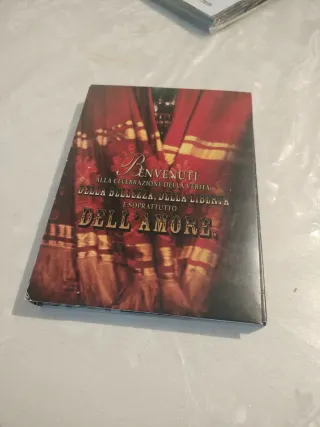 BENVENUTI
ALLA CELEBRAZIONE DELLA VERITÀ,
DELLA BELLEZZA, DELLA LIBERTÀ
E SOPRATTUTTO
DELL'AMORE.